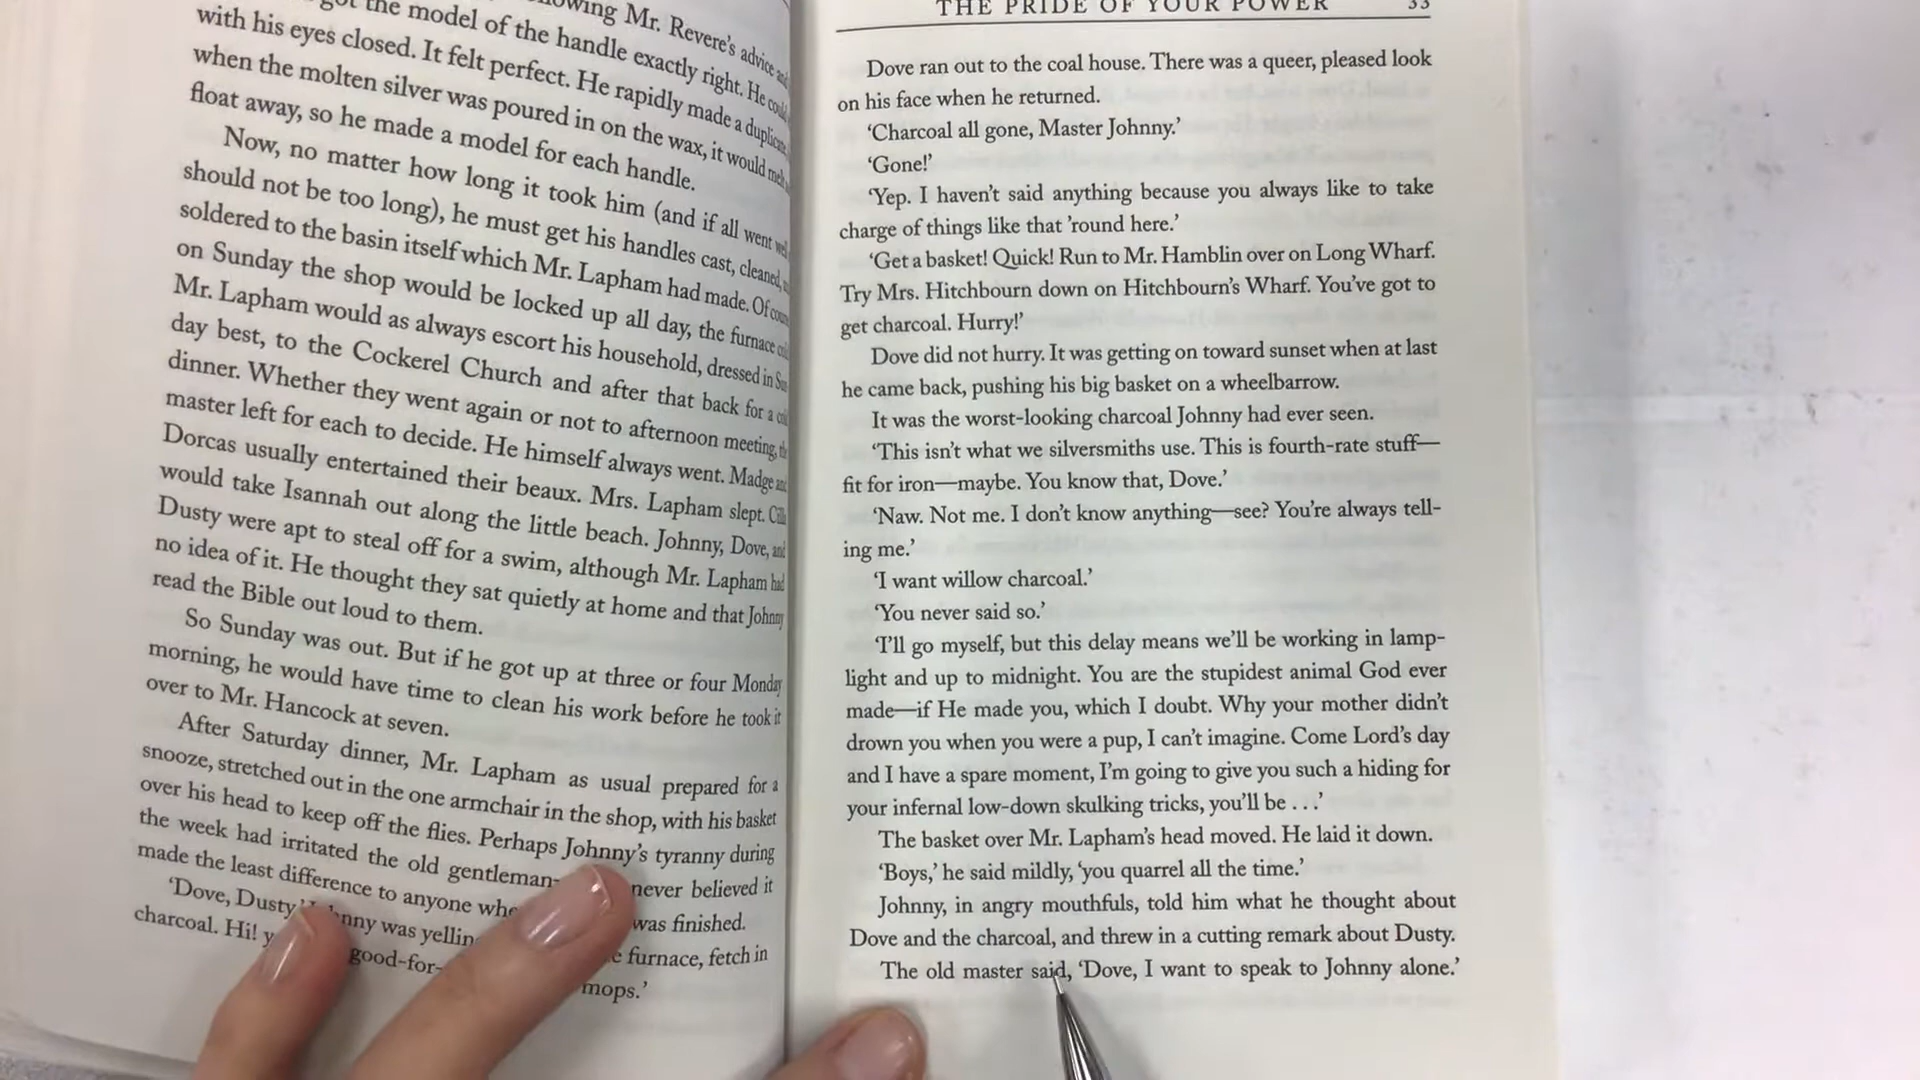 owing Mr. Revere's advice
the model of the handle exactly right. He
with his eyes closed. It felt perfect. He rapidly made a
when the molten silver was poured in on the wax, it would
float away, so he made a model for each handle.
Now, no matter how long it took him (and if all went
should not be too long), he must get his handles cast, cleaned,
soldered to the basin itself which Mr. Lapham had made. Of
on Sunday the shop would be locked up all day, the furnace
Mr. Lapham would as always escort his household, dressed in
day best, to the Cockerel Church and after that back for a
dinner. Whether they went again or not to afternoon meeting,
master left for each to decide. He himself always went. Madge
Dorcas usually entertained their beaux. Mrs. Lapham slept.
would take Isannah out along the little beach. Johnny, Dove,
Dusty were apt to steal off for a swim, although Mr. Lapham
no idea of it. He thought they sat quietly at home and that Johnny
read the Bible out loud to them.
So Sunday was out. But if he got up at three or four Monday
morning, he would have time to clean his work before he took it
over to Mr. Hancock at seven.
After Saturday dinner, Mr. Lapham as usual prepared for a
snooze, stretched out in the one armchair in the shop, with his basket
over his head to keep off the flies. Perhaps Johnny's tyranny during
the week had irritated the old gentleman— never believed it
made the least difference to anyone was finished.
'Dove, Dusty,' was furnace, fetch in
charcoal. Hi! good-for- mops.'
THE PRIDE OF YOUR POWER 33
Dove ran out to the coal house. There was a queer, pleased look
on his face when he returned.
'Charcoal all gone, Master Johnny.'
'Gone!'
'Yep. I haven't said anything because you always like to take
charge of things like that 'round here.'
'Get a basket! Quick! Run to Mr. Hamblin over on Long Wharf.
Try Mrs. Hitchbourn down on Hitchbourn's Wharf. You've got to
get charcoal. Hurry!'
Dove did not hurry. It was getting on toward sunset when at last
he came back, pushing his big basket on a wheelbarrow.
It was the worst-looking charcoal Johnny had ever seen.
'This isn't what we silversmiths use. This is fourth-rate stuff—
fit for iron—maybe. You know that, Dove.'
'Naw. Not me. I don't know anything—see? You're always tell-
ing me.'
'I want willow charcoal.'
'You never said so.'
'I'll go myself, but this delay means we'll be working in lamp-
light and up to midnight. You are the stupidest animal God ever
made—if He made you, which I doubt. Why your mother didn't
drown you when you were a pup, I can't imagine. Come Lord's day
and I have a spare moment, I'm going to give you such a hiding for
your infernal low-down skulking tricks, you'll be . . .'
The basket over Mr. Lapham's head moved. He laid it down.
'Boys,' he said mildly, 'you quarrel all the time.'
Johnny, in angry mouthfuls, told him what he thought about
Dove and the charcoal, and threw in a cutting remark about Dusty.
The old master said, 'Dove, I want to speak to Johnny alone.'